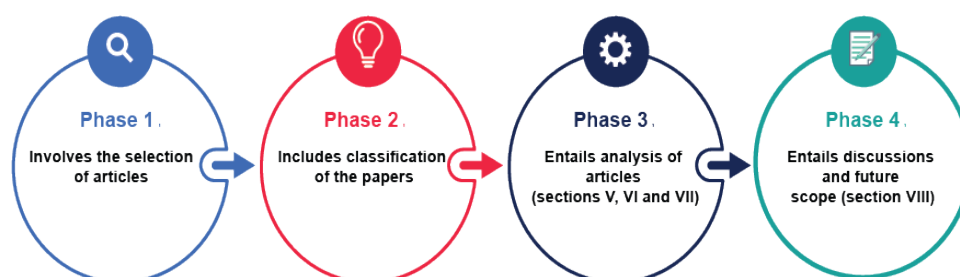 Phase 1.
Involves the selection
of articles
Phase 2.
Includes classification
of the papers
Phase 3.
Entails analysis of
articles
(sections V, VI and VII)
Phase 4.
Entails discussions
and future
scope (section VIII)